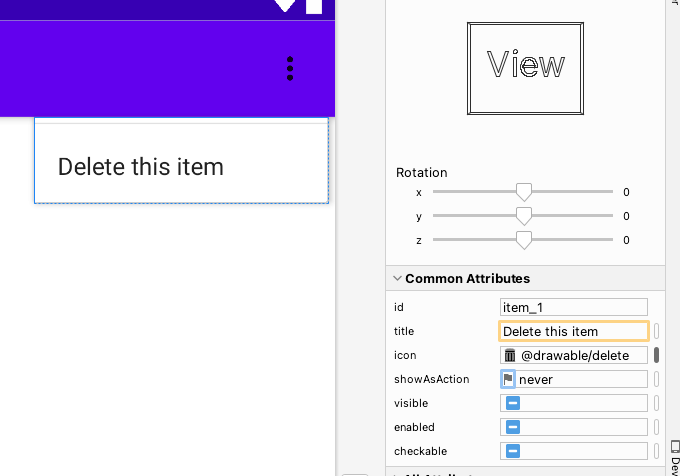 View
Delete this item
Rotation
x 0
y 0
z 0
Common Attributes
id item_1
title Delete this item
icon @drawable/delete
showAsAction never
visible
enabled
checkable